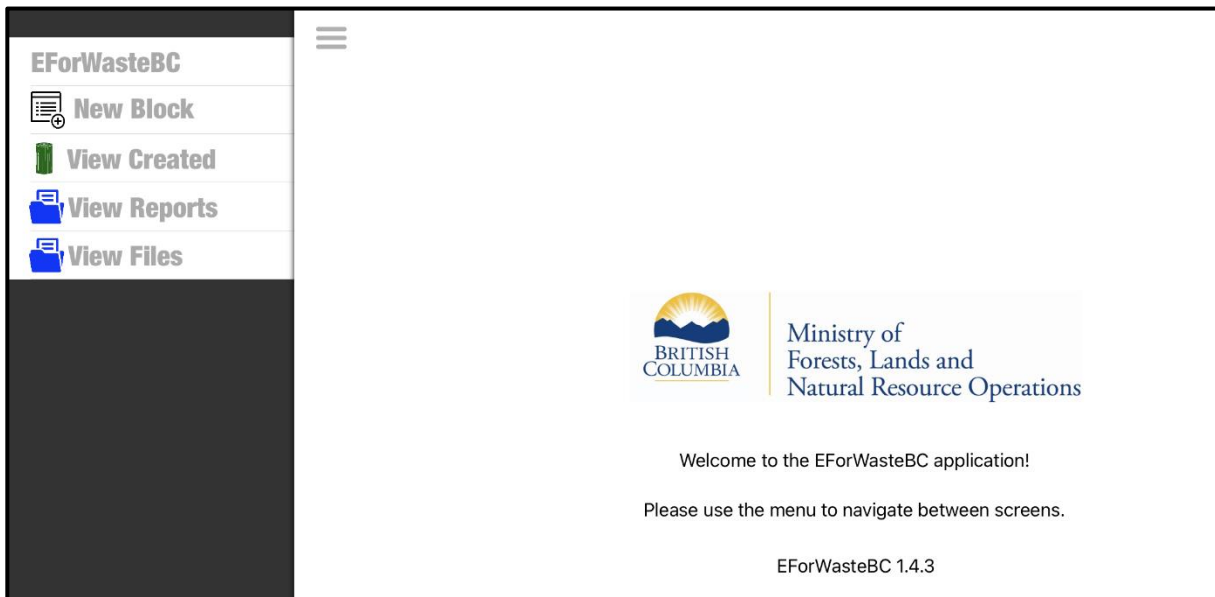 EForWasteBC
New Block
View Created
View Reports
View Files
BRITISH
COLUMBIA
Ministry of
Forests, Lands and
Natural Resource Operations
Welcome to the EForWasteBC application!
Please use the menu to navigate between screens.
EForWasteBC 1.4.3